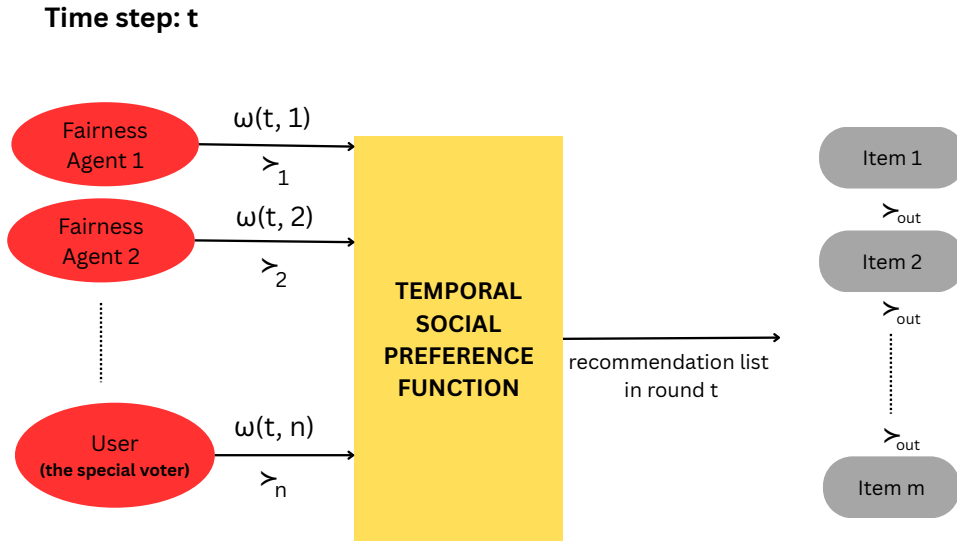 Time step: t
Fairness
Agent 1
ω(t, 1)
≻1
Fairness
Agent 2
ω(t, 2)
≻2
User
(the special voter)
ω(t, n)
≻n
TEMPORAL
SOCIAL
PREFERENCE
FUNCTION
recommendation list
in round t
Item 1
≻out
Item 2
≻out
≻out
Item m